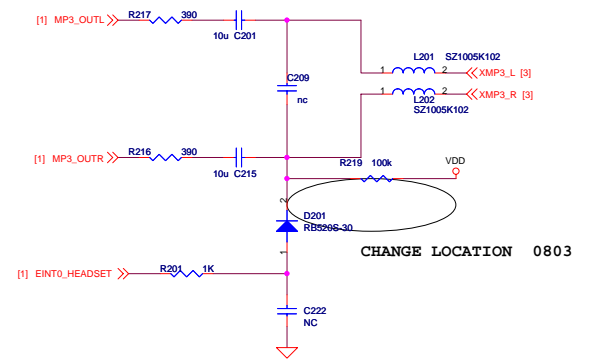 [1] MP3_OUTL R217 390
10u C201
L201 SZ1005K102
1 2 XMP3_L [3]
C209
nc
1 2 XMP3_R [3]
L202
SZ1005K102
[1] MP3_OUTR R216 390
10u C215
R219 100k VDD
2
D201
RB520S-30
CHANGE LOCATION 0803
1
[1] EINT0_HEADSET R201 1K
C222
NC